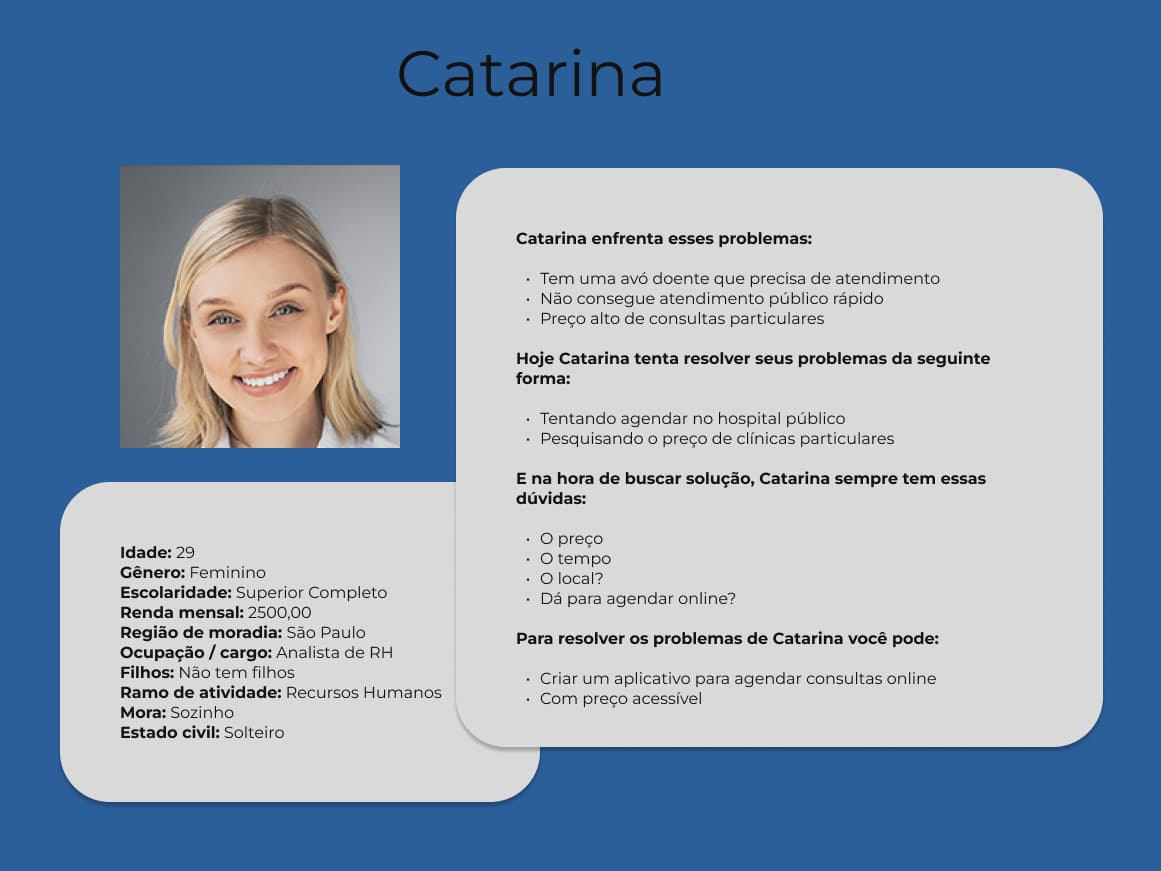 Catarina
Catarina enfrenta esses problemas:
• Tem uma avó doente que precisa de atendimento
• Não consegue atendimento público rápido
• Preço alto de consultas particulares
Hoje Catarina tenta resolver seus problemas da seguinte
forma:
• Tentando agendar no hospital público
• Pesquisando o preço de clínicas particulares
E na hora de buscar solução, Catarina sempre tem essas
dúvidas:
• O preço
• O tempo
• O local?
• Dá para agendar online?
Para resolver os problemas de Catarina você pode:
• Criar um aplicativo para agendar consultas online
• Com preço acessível
Idade: 29
Gênero: Feminino
Escolaridade: Superior Completo
Renda mensal: 2500,00
Região de moradia: São Paulo
Ocupação / cargo: Analista de RH
Filhos: Não tem filhos
Ramo de atividade: Recursos Humanos
Mora: Sozinho
Estado civil: Solteiro